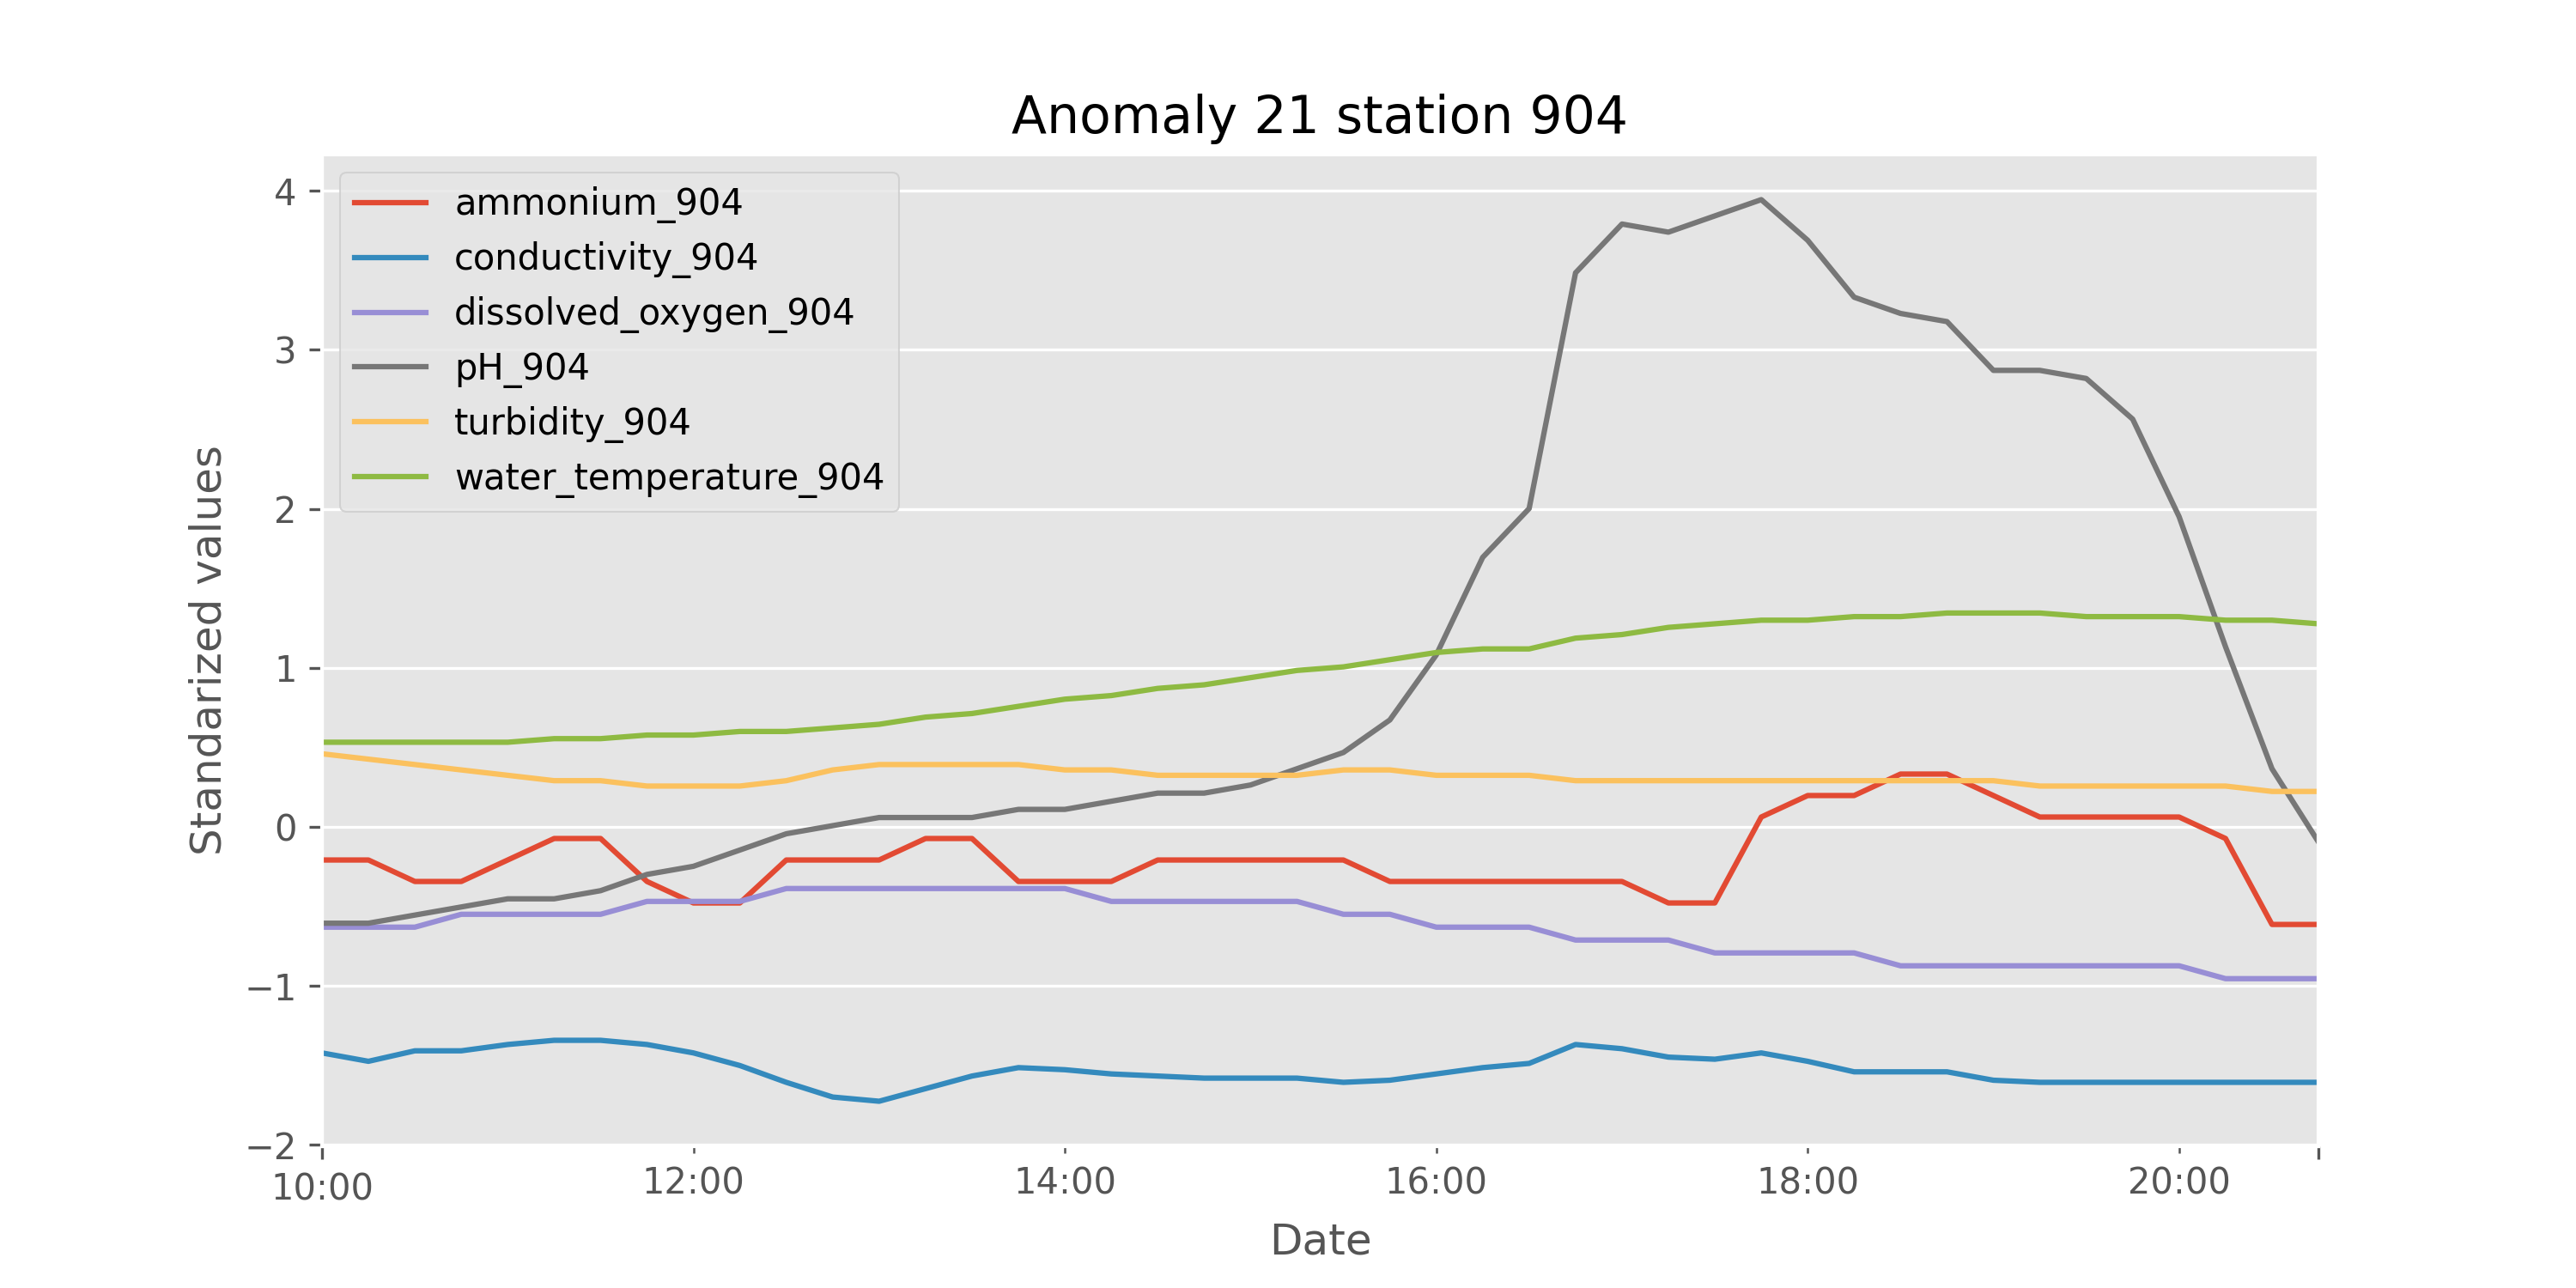 Anomaly 21 station 904
ammonium_904
conductivity_904
dissolved_oxygen_904
pH_904
turbidity_904
water_temperature_904
Standarized values
4
3
2
1
0
−1
−2
10:00 12:00 14:00 16:00 18:00 20:00
Date